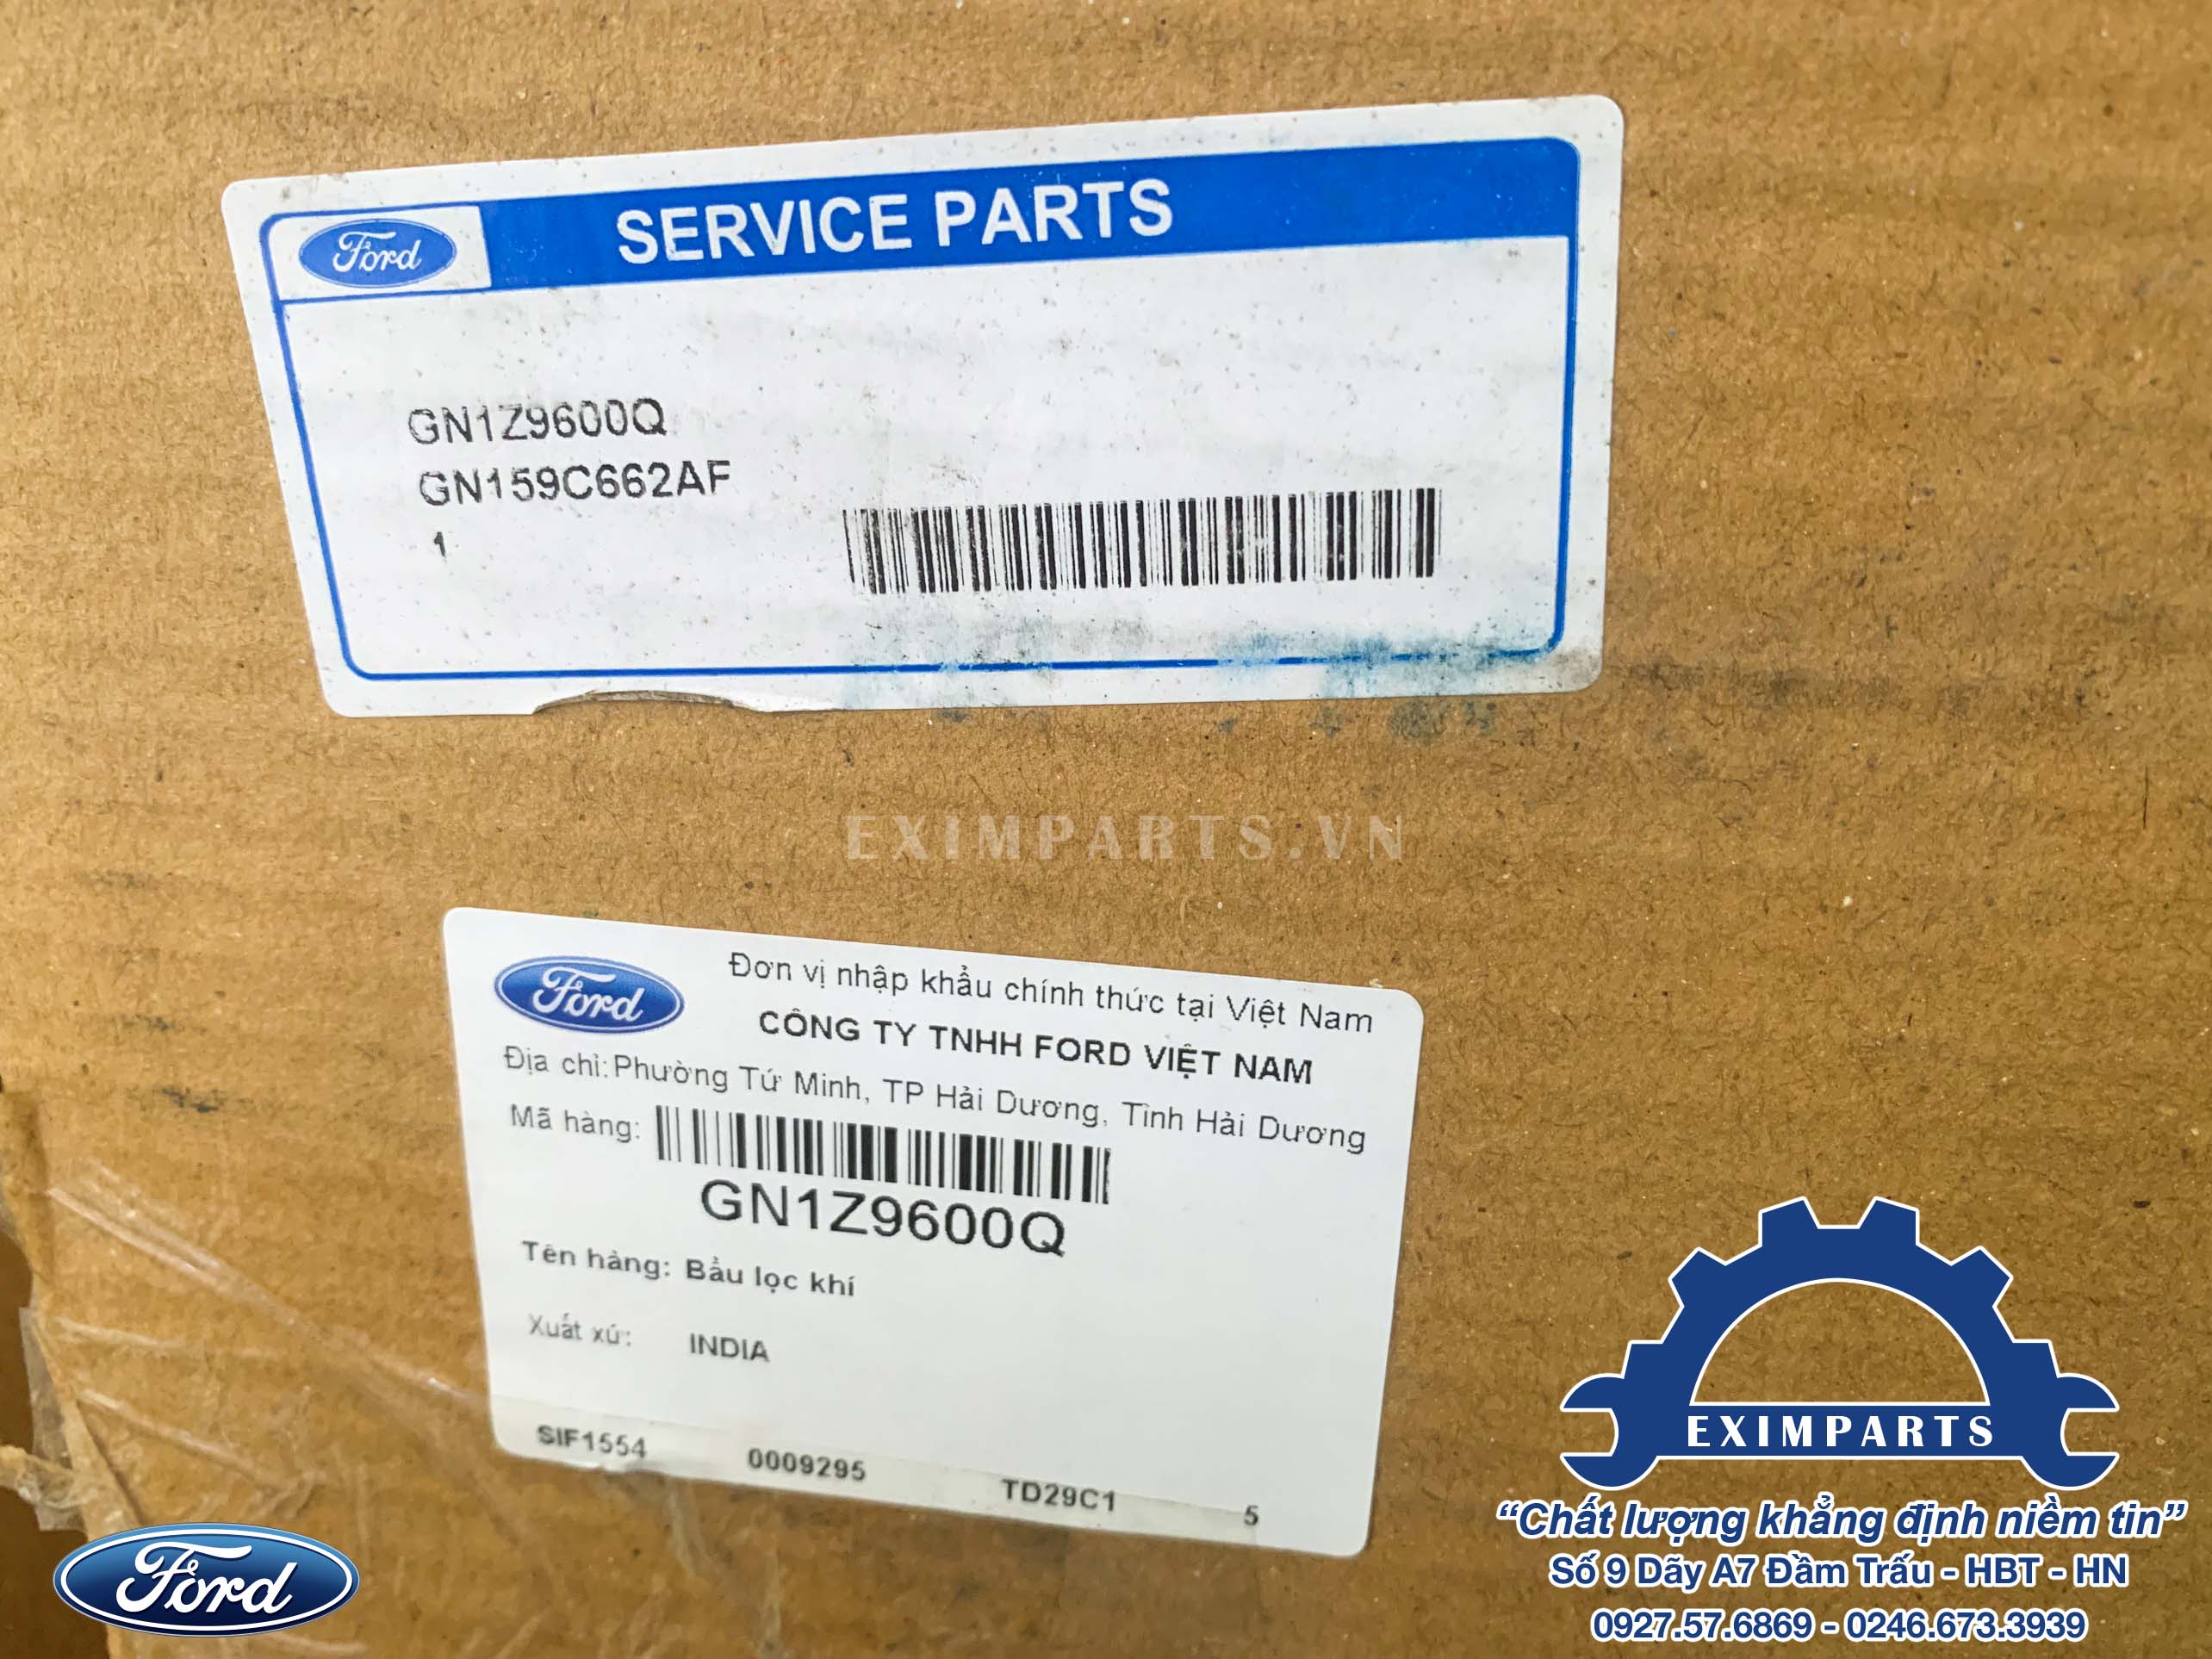 Ford SERVICE PARTS
GN1Z9600Q
GN159C662AF
1
EXIMPARTS.VN
Ford
Đơn vị nhập khẩu chính thức tại Việt Nam
CÔNG TY TNHH FORD VIỆT NAM
Địa chỉ: Phường Tứ Minh, TP Hải Dương, Tỉnh Hải Dương
Mã hàng:
GN1Z9600Q
Tên hàng: Bầu lọc khí
Xuất xứ: INDIA
SIF1554 0009295 TD29C1 5
Ford
EXIMPARTS
“Chất lượng khẳng định niềm tin”
Số 9 Dãy A7 Đầm Trấu - HBT - HN
0927.57.6869 - 0246.673.3939